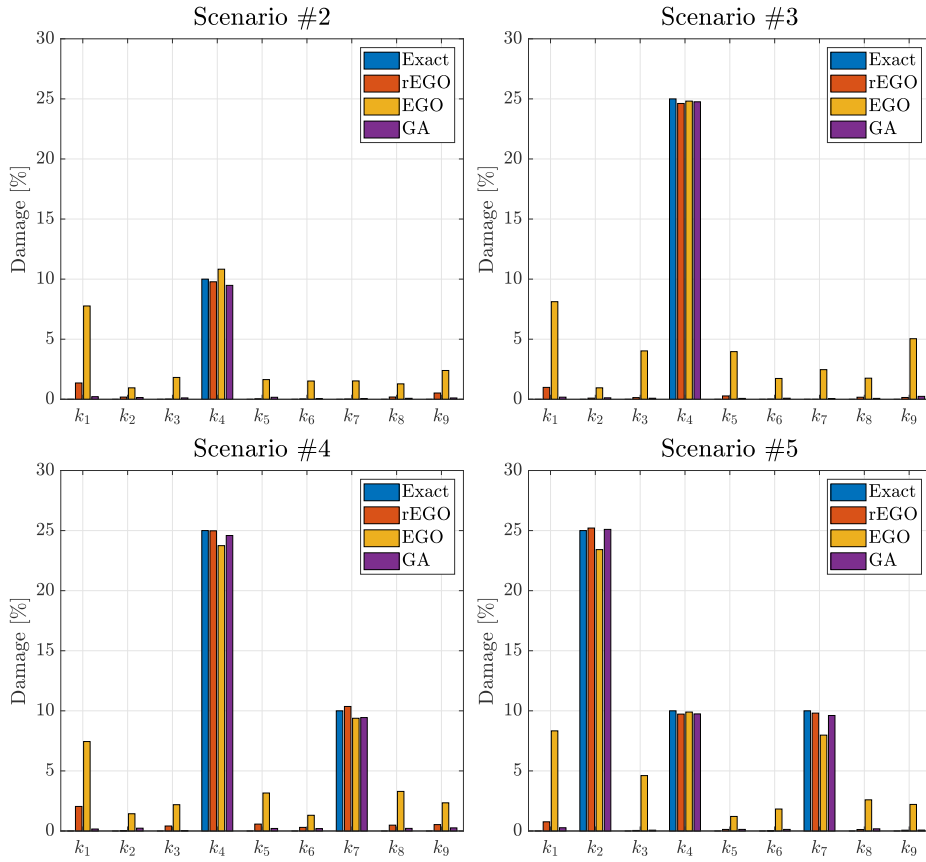 Scenario #2
Damage [%]
30
25
20
15
10
5
0
k1 k2 k3 k4 k5 k6 k7 k8 k9
Exact
rEGO
EGO
GA
Scenario #3
Damage [%]
30
25
20
15
10
5
0
k1 k2 k3 k4 k5 k6 k7 k8 k9
Exact
rEGO
EGO
GA
Scenario #4
Damage [%]
30
25
20
15
10
5
0
k1 k2 k3 k4 k5 k6 k7 k8 k9
Exact
rEGO
EGO
GA
Scenario #5
Damage [%]
30
25
20
15
10
5
0
k1 k2 k3 k4 k5 k6 k7 k8 k9
Exact
rEGO
EGO
GA